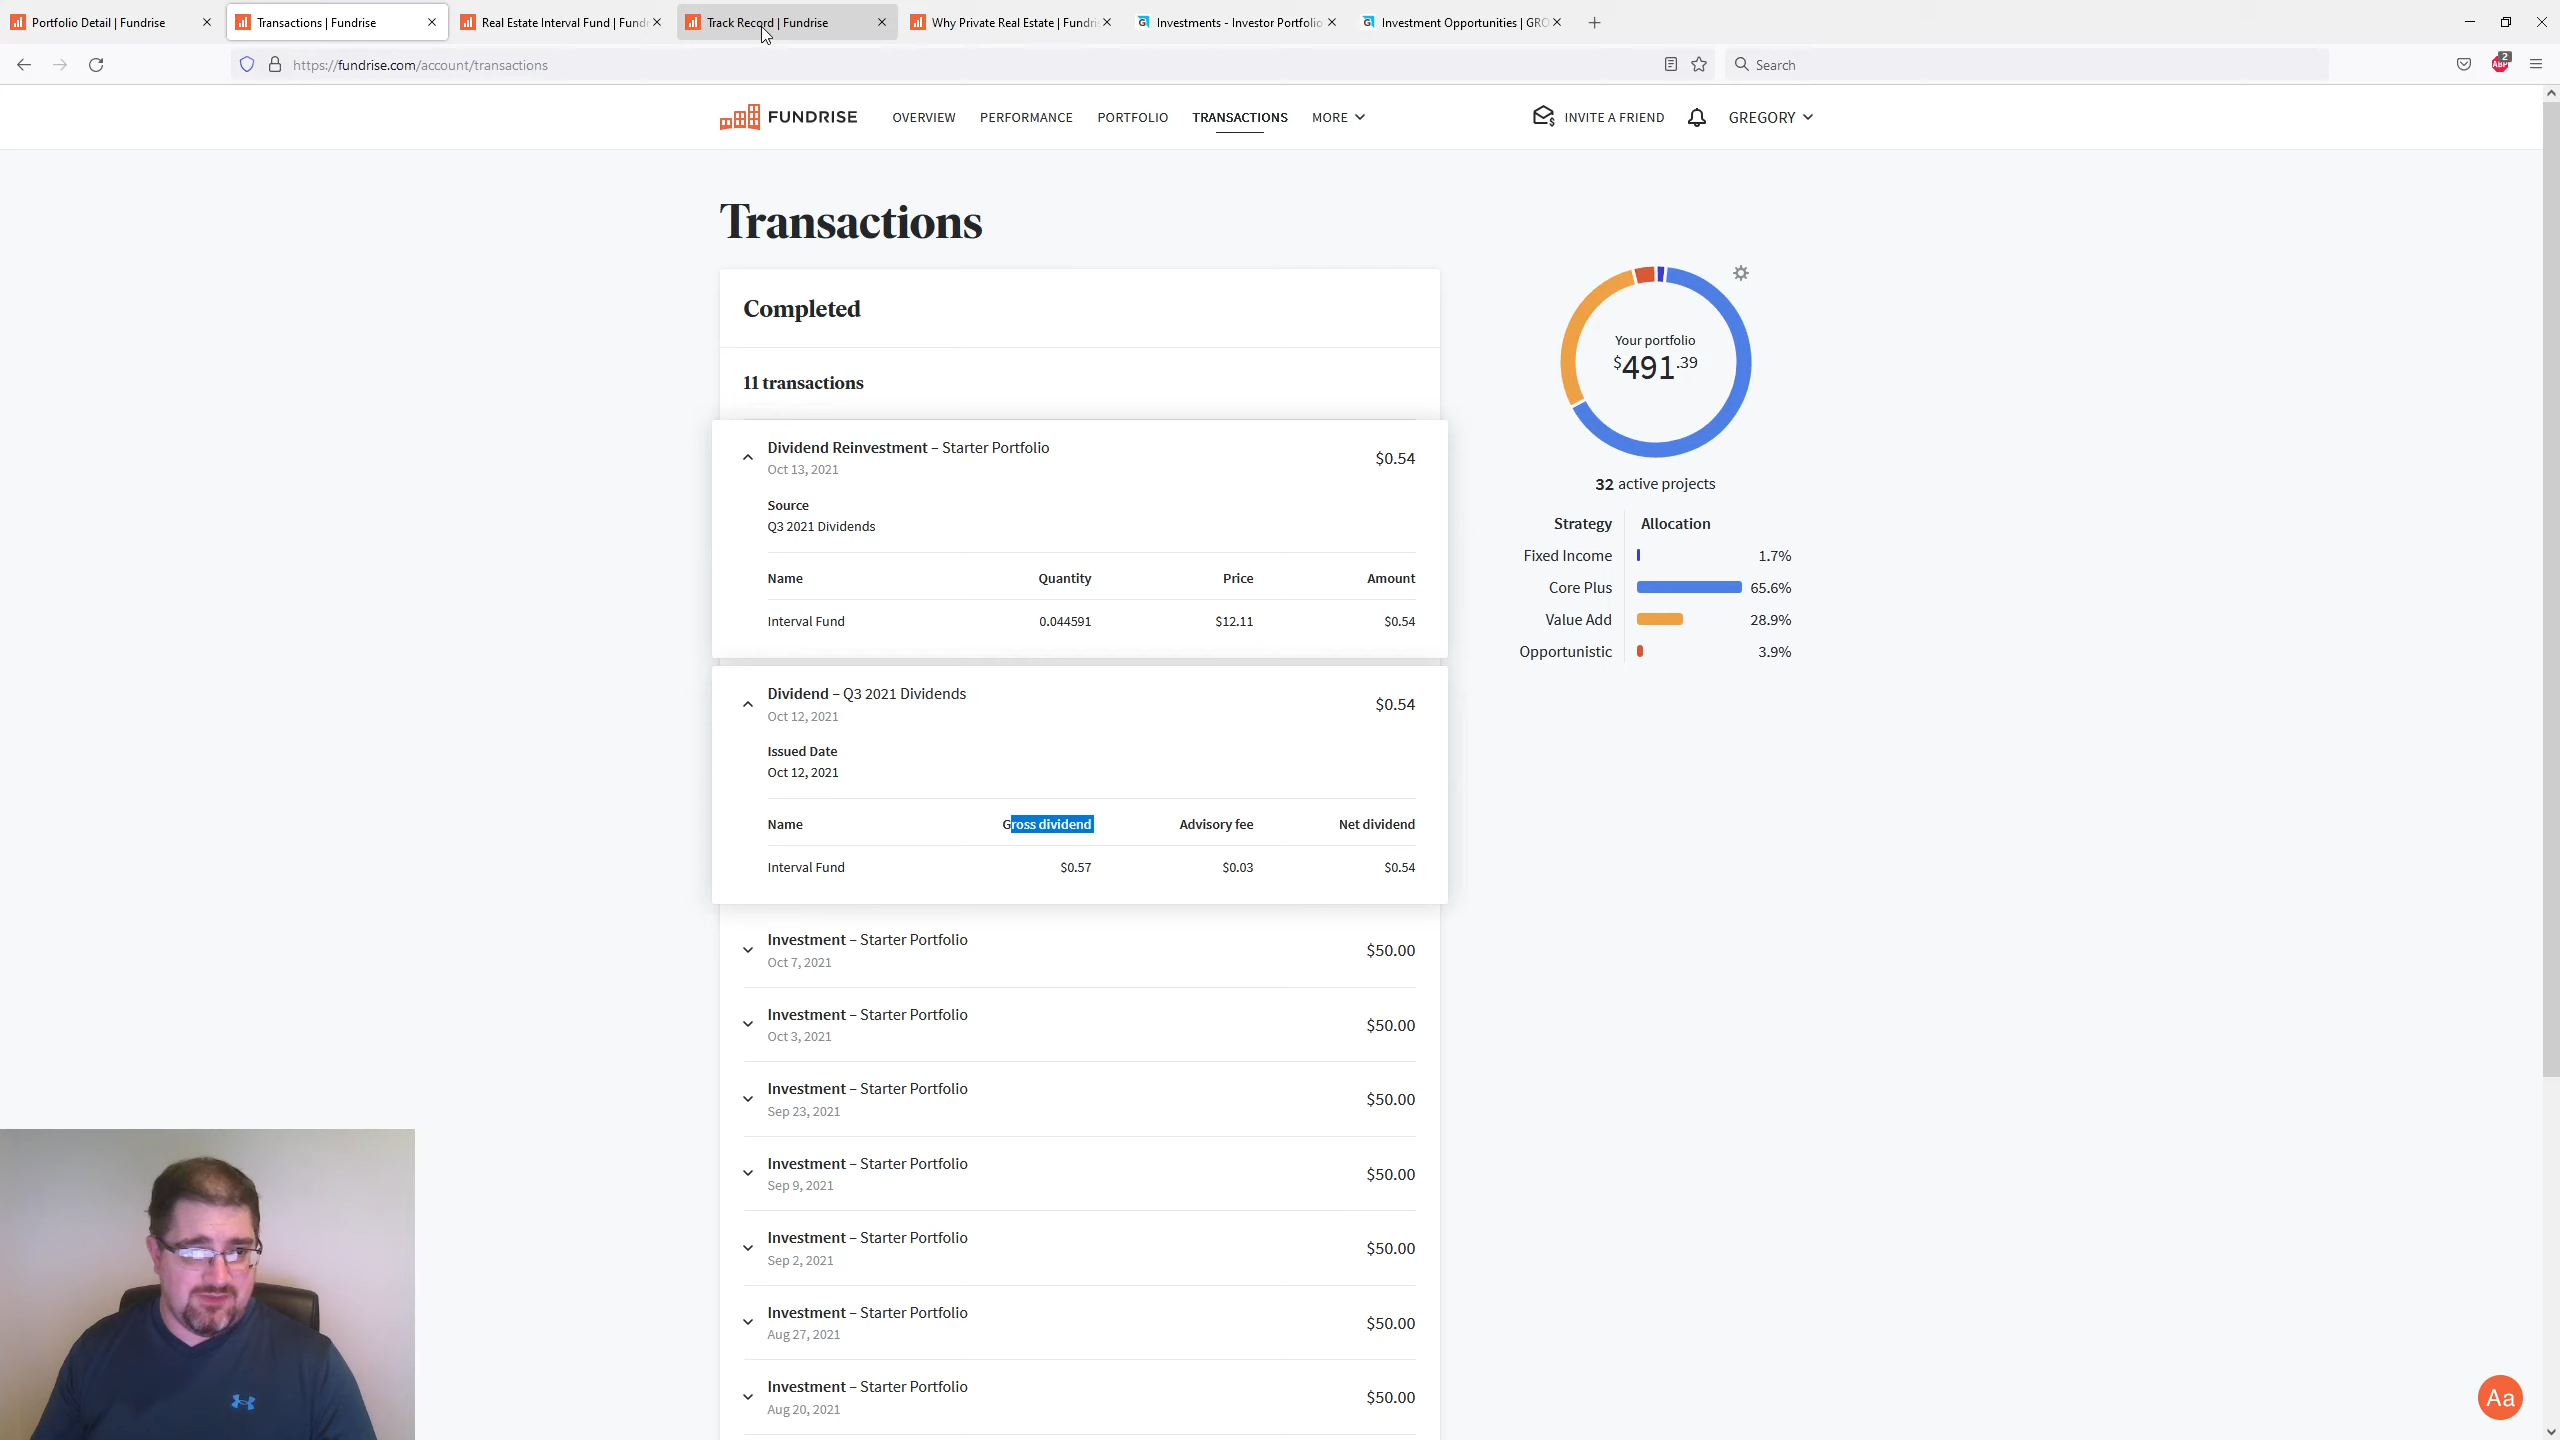 Portfolio Detail | Fundrise
Transactions | Fundrise
Real Estate Interval Fund | Fund
Track Record | Fundrise
Why Private Real Estate | Fundri
Investments - Investor Portfolio
Investment Opportunities | GRO
https://fundrise.com/account/transactions
Search
ABP
2
FUNDRISE
OVERVIEW
PERFORMANCE
PORTFOLIO
TRANSACTIONS
MORE
INVITE A FRIEND
GREGORY
Transactions
Completed
11 transactions
Dividend Reinvestment – Starter Portfolio
Oct 13, 2021
$0.54
Source
Q3 2021 Dividends
Name Quantity Price Amount
Interval Fund 0.044591 $12.11 $0.54
Dividend – Q3 2021 Dividends
Oct 12, 2021
$0.54
Issued Date
Oct 12, 2021
Name Gross dividend Advisory fee Net dividend
Interval Fund $0.57 $0.03 $0.54
Investment – Starter Portfolio
Oct 7, 2021
$50.00
Investment – Starter Portfolio
Oct 3, 2021
$50.00
Investment – Starter Portfolio
Sep 23, 2021
$50.00
Investment – Starter Portfolio
Sep 9, 2021
$50.00
Investment – Starter Portfolio
Sep 2, 2021
$50.00
Investment – Starter Portfolio
Aug 27, 2021
$50.00
Investment – Starter Portfolio
Aug 20, 2021
$50.00
Your portfolio
$491.39
32 active projects
Strategy Allocation
Fixed Income 1.7%
Core Plus 65.6%
Value Add 28.9%
Opportunistic 3.9%
Aa